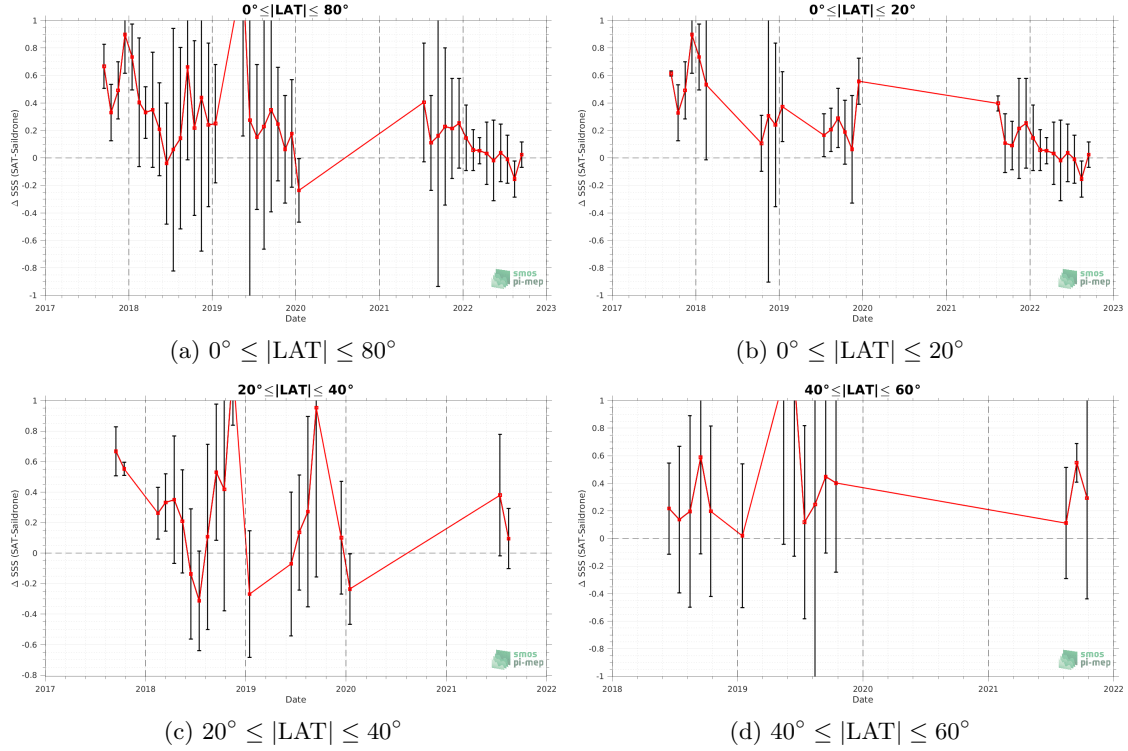 0°≤|LAT|≤ 80°
Δ SSS (SAT-Saildrone)
1
0.8
0.6
0.4
0.2
0
-0.2
-0.4
-0.6
-0.8
-1
2017 2018 2019 2020 2021 2022 2023
Date
smos
pi-mep
(a) 0° ≤ |LAT| ≤ 80°
0°≤|LAT|≤ 20°
Δ SSS (SAT-Saildrone)
1
0.8
0.6
0.4
0.2
0
-0.2
-0.4
-0.6
-0.8
-1
2017 2018 2019 2020 2021 2022 2023
Date
smos
pi-mep
(b) 0° ≤ |LAT| ≤ 20°
20°≤|LAT|≤ 40°
Δ SSS (SAT-Saildrone)
1
0.8
0.6
0.4
0.2
0
-0.2
-0.4
-0.6
-0.8
2017 2018 2019 2020 2021 2022
Date
smos
pi-mep
(c) 20° ≤ |LAT| ≤ 40°
40°≤|LAT|≤ 60°
Δ SSS (SAT-Saildrone)
1
0.8
0.6
0.4
0.2
0
-0.2
-0.4
-0.6
-0.8
-1
2018 2019 2020 2021 2022
Date
smos
pi-mep
(d) 40° ≤ |LAT| ≤ 60°